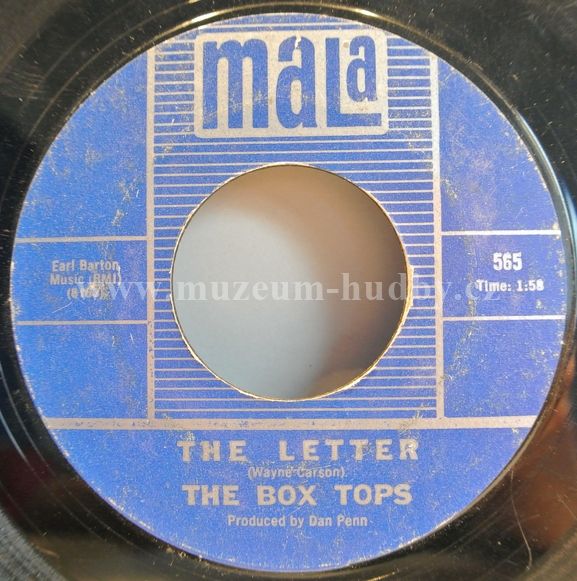 mala
Earl Barton
Music (BMI)
565
Time: 1:58
www.muzeum-hudby.cz
THE LETTER
(Wayne Carson)
THE BOX TOPS
Produced by Dan Penn